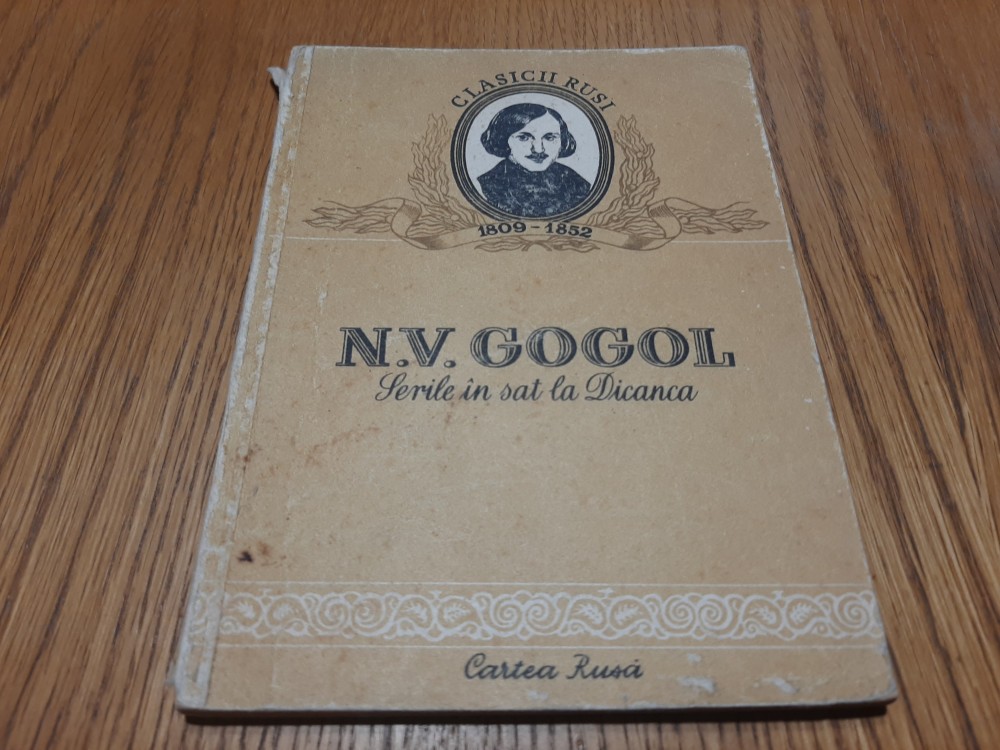 CLASICII RUSI
1809-1852
N.V. GOGOL
Serile în sat la Dicanca
Cartea Rusă